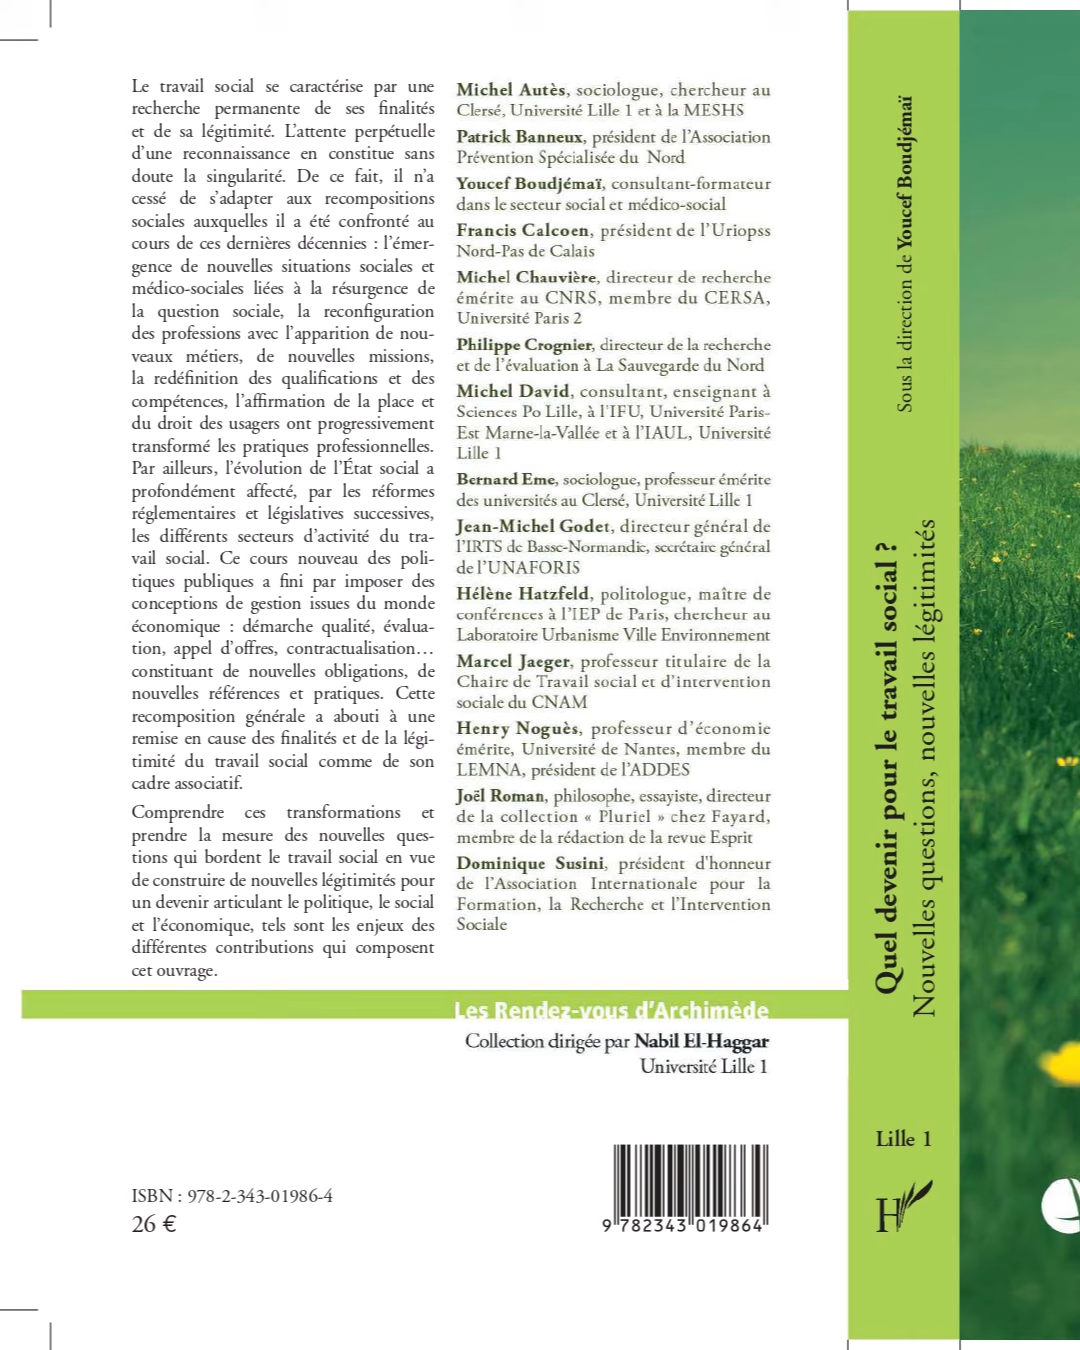 Le travail social se caractérise par une
recherche permanente de ses finalités
et de sa légitimité. L'attente perpétuelle
d'une reconnaissance en constitue sans
doute la singularité. De ce fait, il n'a
cessé de s'adapter aux recompositions
sociales auxquelles il a été confronté au
cours de ces dernières décennies : l'émer-
gence de nouvelles situations sociales et
médico-sociales liées à la résurgence de
la question sociale, la reconfiguration
des professions avec l'apparition de nou-
veaux métiers, de nouvelles missions,
la redéfinition des qualifications et des
compétences, l'affirmation de la place et
du droit des usagers ont progressivement
transformé les pratiques professionnelles.
Par ailleurs, l'évolution de l'État social a
profondément affecté, par les réformes
réglementaires et législatives successives,
les différents secteurs d'activité du tra-
vail social. Ce cours nouveau des poli-
tiques publiques a fini par imposer des
conceptions de gestion issues du monde
économique : démarche qualité, évalua-
tion, appel d'offres, contractualisation…
constituant de nouvelles obligations, de
nouvelles références et pratiques. Cette
recomposition générale a abouti à une
remise en cause des finalités et de la légi-
timité du travail social comme de son
cadre associatif.
Comprendre ces transformations et
prendre la mesure des nouvelles ques-
tions qui bordent le travail social en vue
de construire de nouvelles légitimités pour
un devenir articulant le politique, le social
et l'économique, tels sont les enjeux des
différentes contributions qui composent
cet ouvrage.
Michel Autès, sociologue, chercheur au
Clersé, Université Lille 1 et à la MESHS
Patrick Banneux, président de l'Association
Prévention Spécialisée du Nord
Youcef Boudjémaï, consultant-formateur
dans le secteur social et médico-social
Francis Calcoen, président de l'Uriopss
Nord-Pas de Calais
Michel Chauvière, directeur de recherche
émérite au CNRS, membre du CERSA,
Université Paris 2
Philippe Crognier, directeur de la recherche
et de l'évaluation à La Sauvegarde du Nord
Michel David, consultant, enseignant à
Sciences Po Lille, à l'IFU, Université Paris-
Est Marne-la-Vallée et à l'IAUL, Université
Lille 1
Bernard Eme, sociologue, professeur émérite
des universités au Clersé, Université Lille 1
Jean-Michel Godet, directeur général de
l'IRTS de Basse-Normandie, secrétaire général
de l'UNAFORIS
Hélène Hatzfeld, politologue, maître de
conférences à l'IEP de Paris, chercheur au
Laboratoire Urbanisme Ville Environnement
Marcel Jaeger, professeur titulaire de la
Chaire de Travail social et d'intervention
sociale du CNAM
Henry Noguès, professeur d'économie
émérite, Université de Nantes, membre du
LEMNA, président de l'ADDES
Joël Roman, philosophe, essayiste, directeur
de la collection « Pluriel » chez Fayard,
membre de la rédaction de la revue Esprit
Dominique Susini, président d'honneur
de l'Association Internationale pour la
Formation, la Recherche et l'Intervention
Sociale
Les Rendez-vous d'Archimède
Collection dirigée par Nabil El-Haggar
Université Lille 1
ISBN : 978-2-343-01986-4
26 €
9 782343 019864
Sous la direction de Youcef Boudjémaï
Quel devenir pour le travail social ?
Nouvelles questions, nouvelles légitimités
Lille 1
H